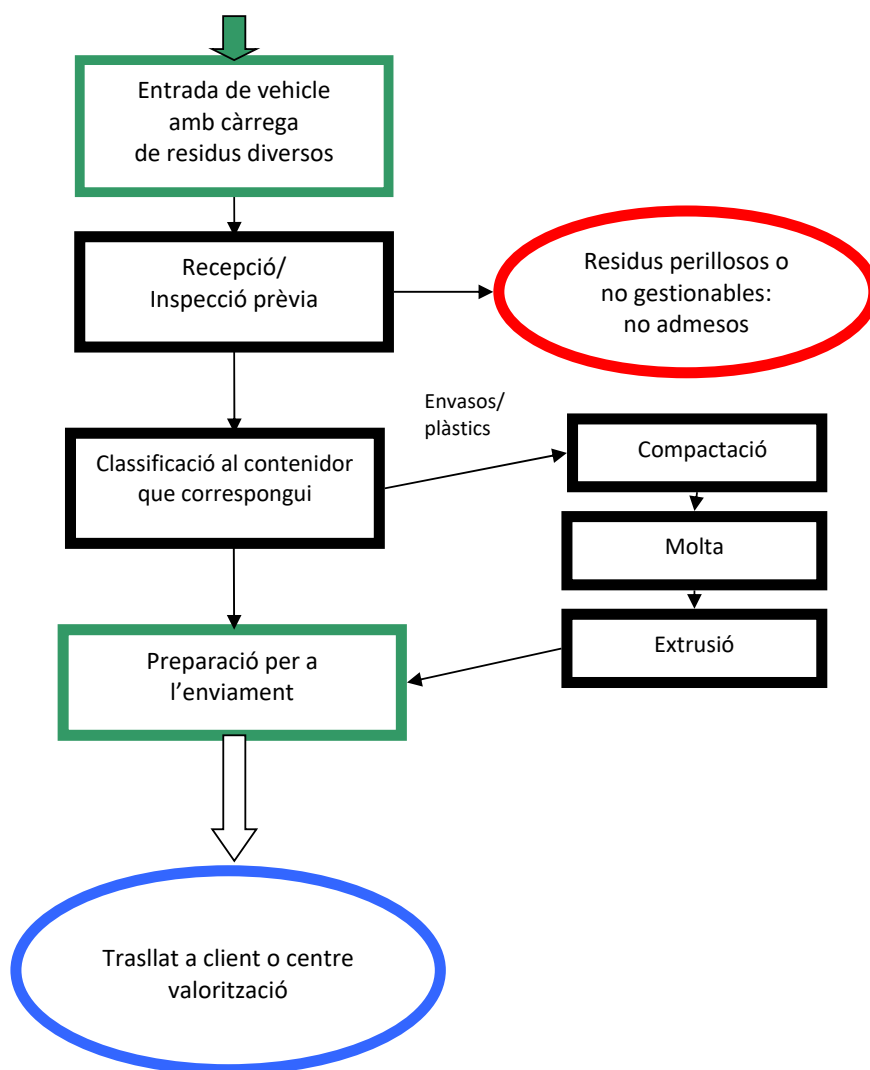 Entrada de vehicle
amb càrrega
de residus diversos
Recepció/
Inspecció prèvia
Residus perillosos o
no gestionables:
no admesos
Envasos/
plàstics
Classificació al contenidor
que correspongui
Compactació
Molta
Extrusió
Preparació per a
l’enviament
Trasllat a client o centre
valorització